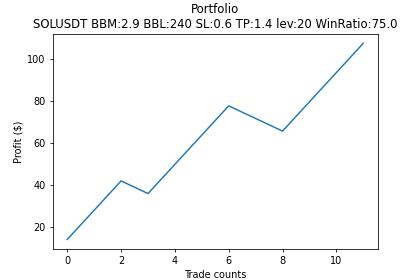 Portfolio
SOLUSDT BBM:2.9 BBL:240 SL:0.6 TP:1.4 lev:20 WinRatio:75.0
100
80
60
40
20
Profit ($)
0 2 4 6 8 10
Trade counts